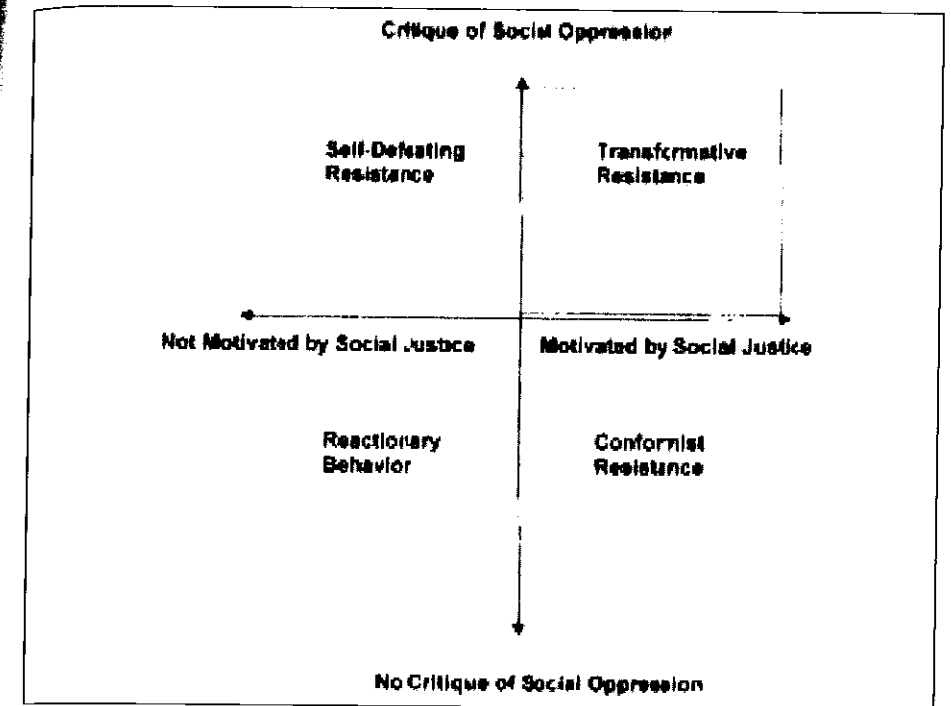 Critique of Social Oppression
Self-Defeating
Resistance
Transformative
Resistance
Not Motivated by Social Justice
Motivated by Social Justice
Reactionary
Behavior
Conformist
Resistance
No Critique of Social Oppression